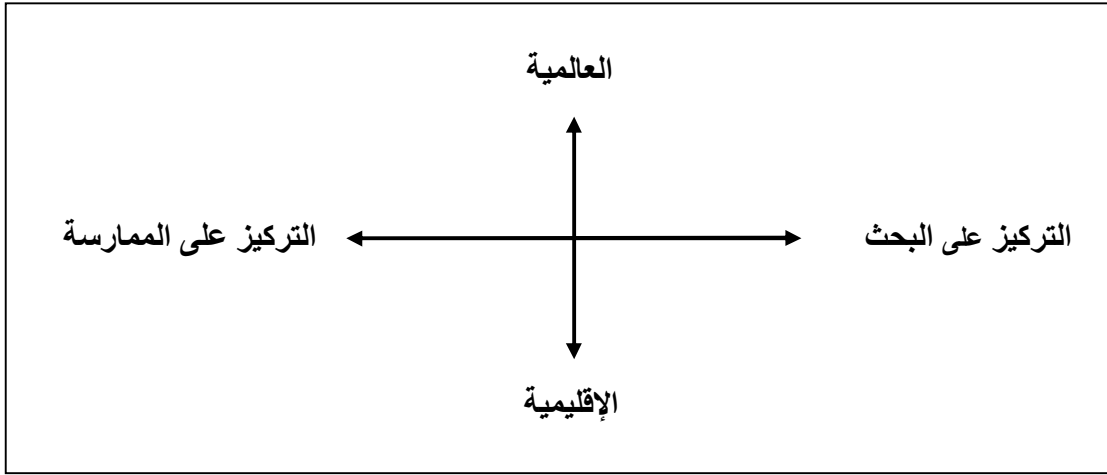 العالمية
التركيز على البحث
التركيز على الممارسة
الإقليمية